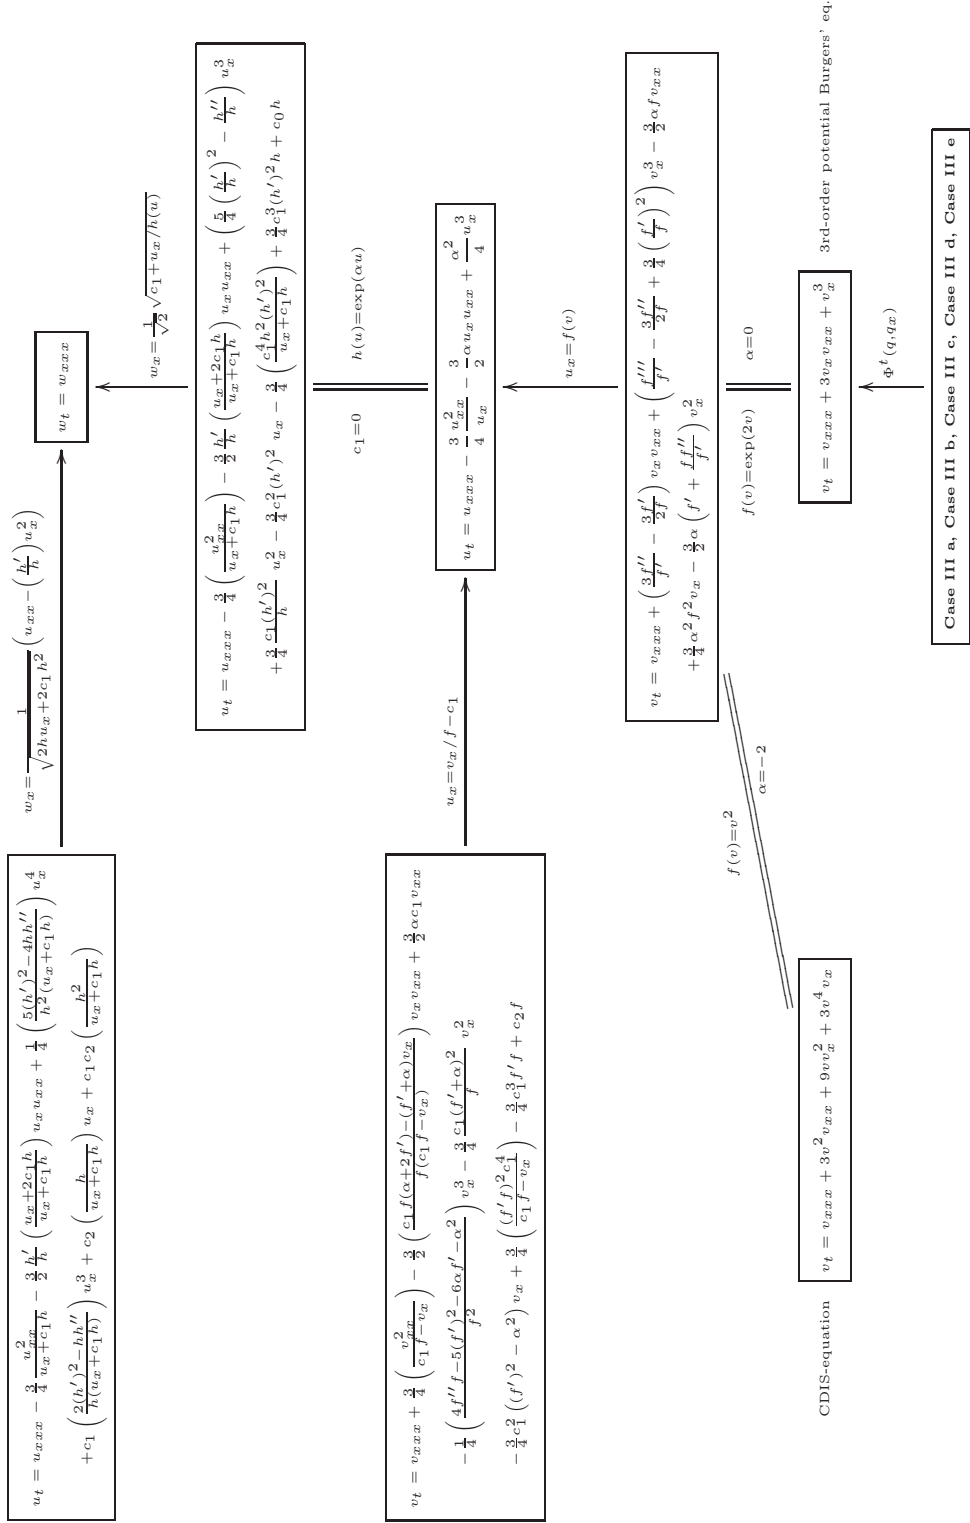 $w_x=\frac{1}{\sqrt{2hu_x+2c_1h^2}}\left(u_{xx}-\left(\frac{h'}{h}\right)u_x^2\right)$
$u_t = u_{xxx} - \frac{3}{4}\frac{u_{xx}^2}{u_x+c_1h} - \frac{3}{2}\frac{h'}{h}\left(\frac{u_x+2c_1h}{u_x+c_1h}\right)u_xu_{xx} + \frac{1}{4}\left(\frac{5(h')^2-4hh''}{h^2(u_x+c_1h)}\right)u_x^4$
$+c_1\left(\frac{2(h')^2-hh''}{h(u_x+c_1h)}\right)u_x^3 + c_2\left(\frac{h}{u_x+c_1h}\right)u_x + c_1c_2\left(\frac{h^2}{u_x+c_1h}\right)$
$w_t = w_{xxx}$
$w_x=\frac{1}{\sqrt{2}}\sqrt{c_1+u_x/h(u)}$
$u_t = u_{xxx} - \frac{3}{4}\left(\frac{u_{xx}^2}{u_x+c_1h}\right) - \frac{3}{2}\frac{h'}{h}\left(\frac{u_x+2c_1h}{u_x+c_1h}\right)u_xu_{xx} + \left(\frac{5}{4}\left(\frac{h'}{h}\right)^2 - \frac{h''}{h}\right)u_x^3$
$+\frac{3}{4}\frac{c_1(h')^2}{h}u_x^2 - \frac{3}{4}c_1^2(h')^2u_x - \frac{3}{4}\left(\frac{c_1^4h^2(h')^2}{u_x+c_1h}\right) + \frac{3}{4}c_1^3(h')^2h + c_0h$
$c_1=0$
$h(u)=\exp(\alpha u)$
$u_x=v_x/f-c_1$
$u_t = u_{xxx} - \frac{3}{4}\frac{u_{xx}^2}{u_x} - \frac{3}{2}\alpha u_xu_{xx} + \frac{\alpha^2}{4}u_x^3$
$v_t = v_{xxx} + \frac{3}{4}\left(\frac{v_{xx}^2}{c_1f-v_x}\right) - \frac{3}{2}\left(\frac{c_1f(\alpha+2f')-(f'+\alpha)v_x}{f(c_1f-v_x)}\right)v_xv_{xx} + \frac{3}{2}\alpha c_1v_{xx}$
$-\frac{1}{4}\left(\frac{4f''f-5(f')^2-6\alpha f'-\alpha^2}{f^2}\right)v_x^3 - \frac{3}{4}\frac{c_1(f'+\alpha)^2}{f}v_x^2$
$-\frac{3}{4}c_1^2\left((f')^2-\alpha^2\right)v_x + \frac{3}{4}\left(\frac{(f'f)^2c_1^4}{c_1f-v_x}\right) - \frac{3}{4}c_1^3f'f + c_2f$
$u_x=f(v)$
$v_t = v_{xxx} + \left(\frac{3f''}{f'} - \frac{3f'}{2f}\right)v_xv_{xx} + \left(\frac{f'''}{f'} - \frac{3f''}{2f} + \frac{3}{4}\left(\frac{f'}{f}\right)^2\right)v_x^3 - \frac{3}{2}\alpha fv_{xx}$
$+\frac{3}{4}\alpha^2f^2v_x - \frac{3}{2}\alpha\left(f' + \frac{ff''}{f'}\right)v_x^2$
$f(v)=v^2$
$\alpha=-2$
$f(v)=\exp(2v)$
$\alpha=0$
CDIS-equation
$v_t = v_{xxx} + 3v^2v_{xx} + 9vv_x^2 + 3v^4v_x$
$v_t = v_{xxx} + 3v_xv_{xx} + v_x^3$
3rd-order potential Burgers' eq.
$\Phi^t(q,q_x)$
Case III a, Case III b, Case III c, Case III d, Case III e